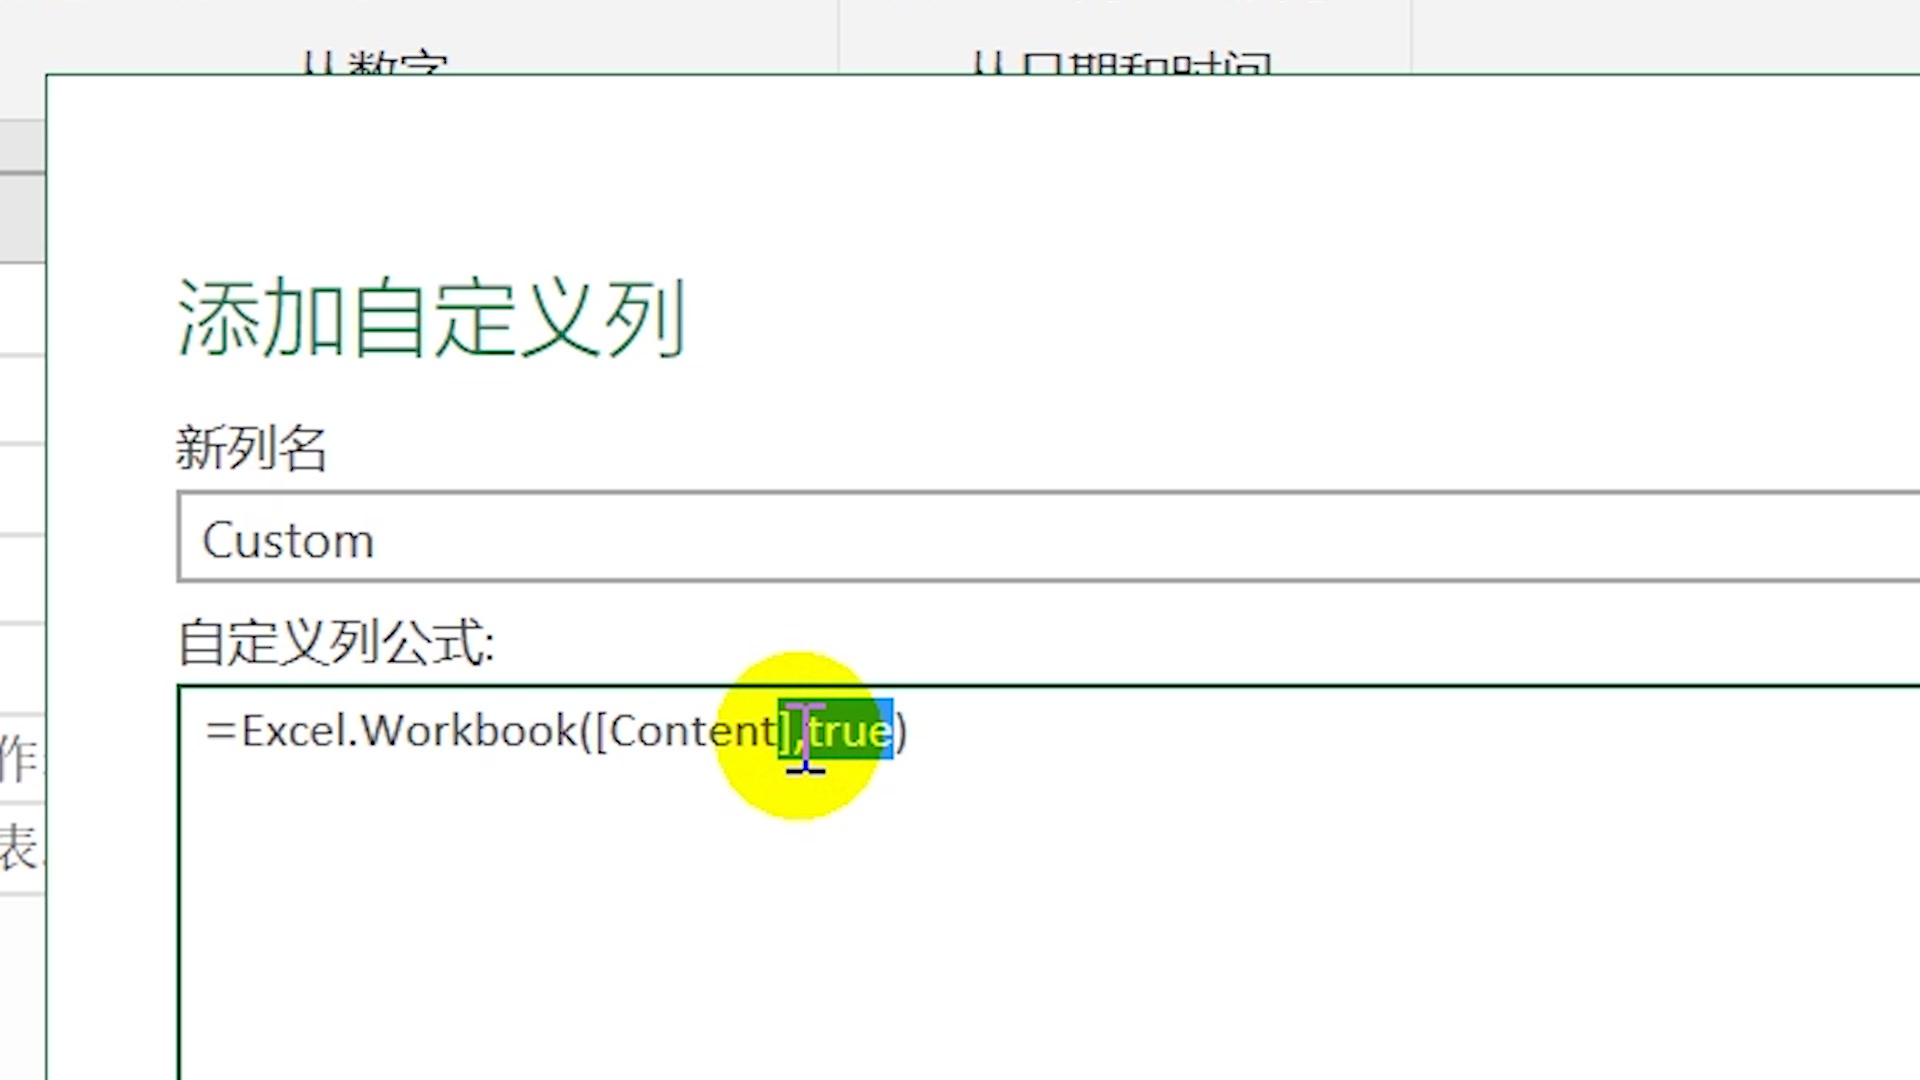 从数字
从日期和时间
添加自定义列
新列名
Custom
自定义列公式:
=Excel.Workbook([Content],true)
作
表